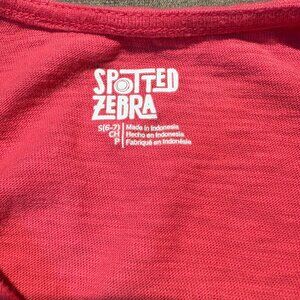 SPOTTED
ZEBRA
S(6-7) Made in Indonesia
CH Hecho en Indonesia
P Fabriqué en Indonésie